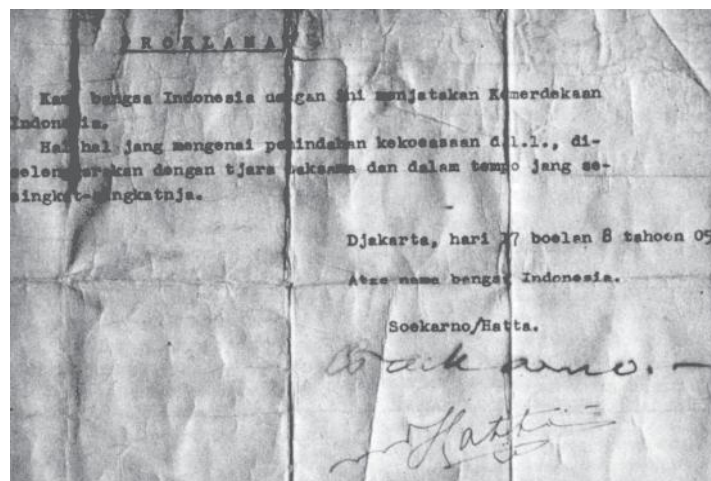 P R O K L A M A S I
Kami bangsa Indonesia dengan ini menjatakan Kemerdekaan
Indonesia.
Hal-hal jang mengenai pemindahan kekoeasaan d.l.l., di-
selenggarakan dengan tjara saksama dan dalam tempo jang se-
singkat-singkatnja.
Djakarta, hari 17 boelan 8 tahoen 05
Atas nama bangsa Indonesia.
Soekarno/Hatta.
Soekarno.-
Hatta